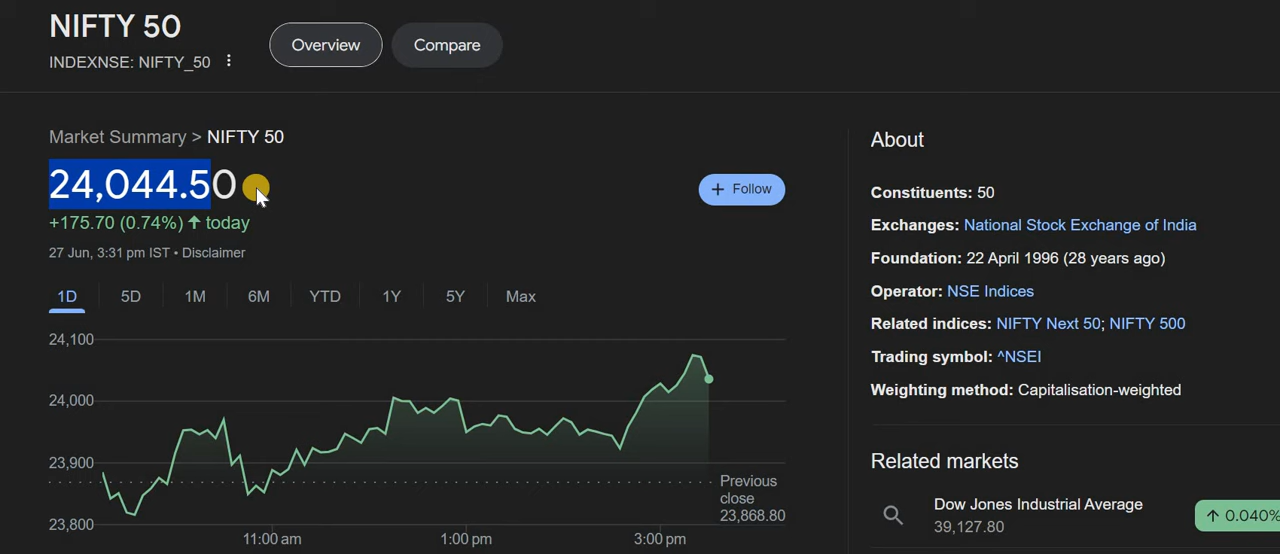 NIFTY 50
INDEXNSE: NIFTY_50
Overview
Compare
Market Summary > NIFTY 50
24,044.50
+175.70 (0.74%) ↑ today
27 Jun, 3:31 pm IST • Disclaimer
+ Follow
1D 5D 1M 6M YTD 1Y 5Y Max
24,100
24,000
23,900
23,800
11:00 am 1:00 pm 3:00 pm
Previous
close
23,868.80
About
Constituents: 50
Exchanges: National Stock Exchange of India
Foundation: 22 April 1996 (28 years ago)
Operator: NSE Indices
Related indices: NIFTY Next 50; NIFTY 500
Trading symbol: ^NSEI
Weighting method: Capitalisation-weighted
Related markets
Dow Jones Industrial Average
39,127.80
↑ 0.040%